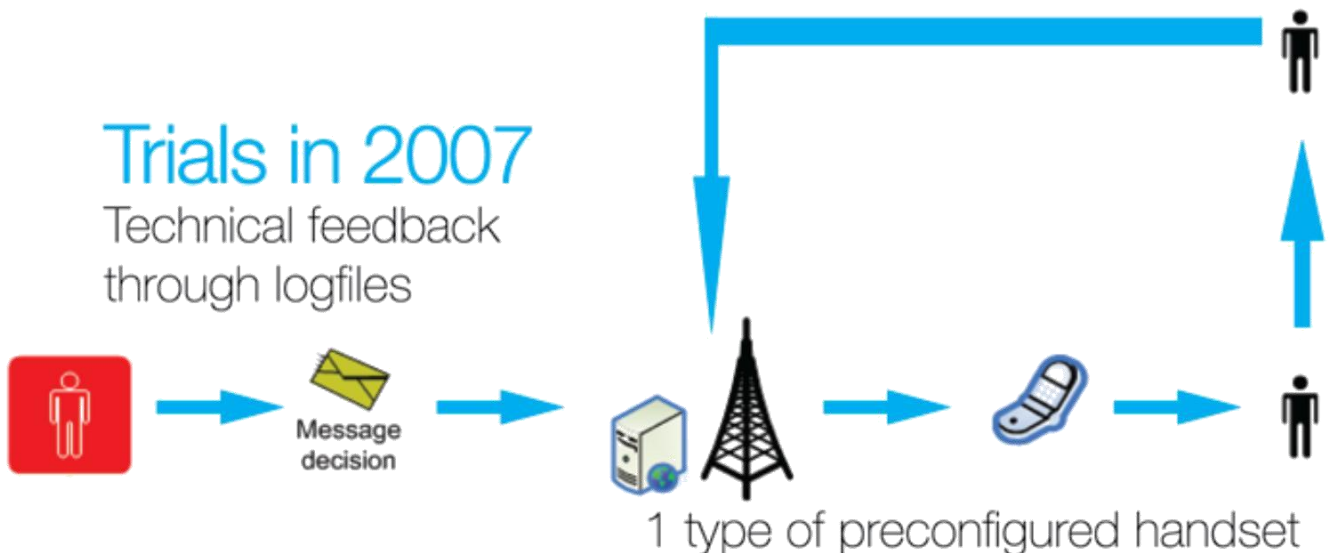 Trials in 2007
Technical feedback
through logfiles
Message
decision
1 type of preconfigured handset